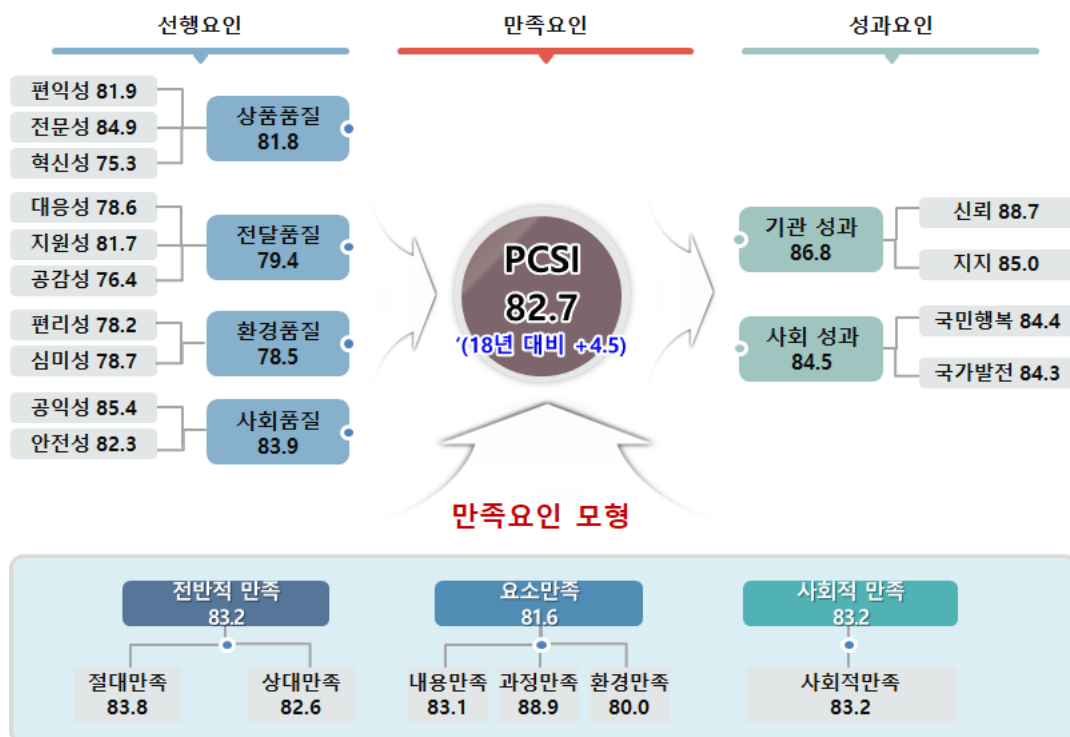 선행요인
만족요인
성과요인
편익성 81.9
전문성 84.9
혁신성 75.3
상품품질
81.8
대응성 78.6
지원성 81.7
공감성 76.4
전달품질
79.4
편리성 78.2
심미성 78.7
환경품질
78.5
공익성 85.4
안전성 82.3
사회품질
83.9
PCSI
82.7
‘(18년 대비 +4.5)
기관 성과
86.8
신뢰 88.7
지지 85.0
사회 성과
84.5
국민행복 84.4
국가발전 84.3
만족요인 모형
전반적 만족
83.2
절대만족
83.8
상대만족
82.6
요소만족
81.6
내용만족
83.1
과정만족
88.9
환경만족
80.0
사회적 만족
83.2
사회적만족
83.2